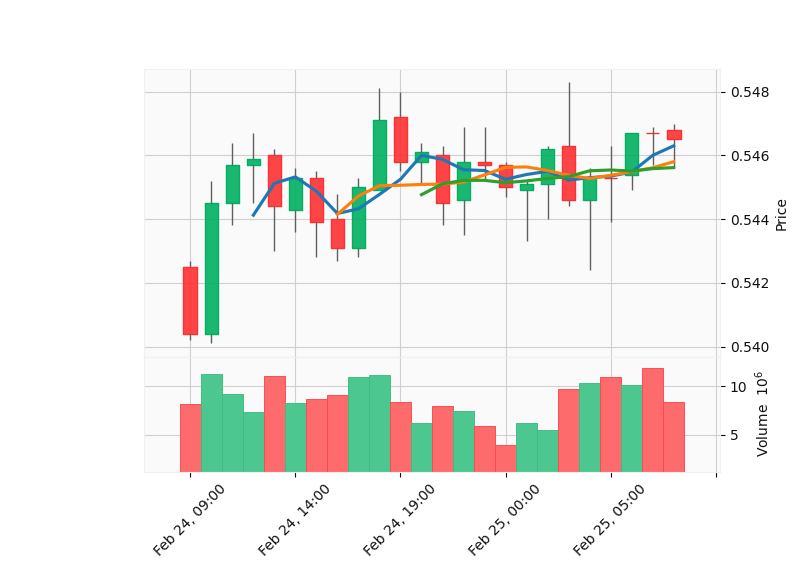 0.548
0.546
0.544
0.542
0.540
Price
10
5
Volume 10^6
Feb 24, 09:00
Feb 24, 14:00
Feb 24, 19:00
Feb 25, 00:00
Feb 25, 05:00